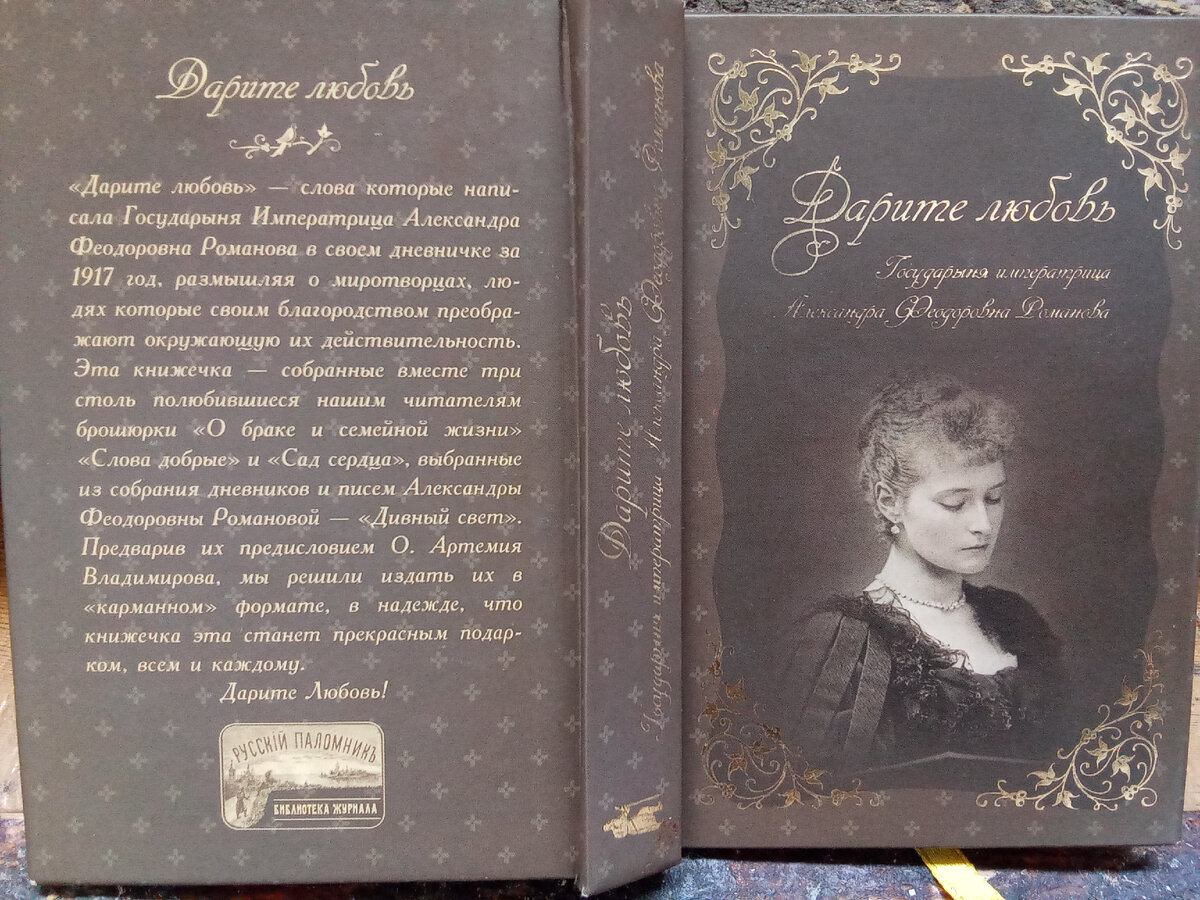 Дарите любовь
«Дарите любовь» — слова которые напи-
сала Государыня Императрица Александра
Феодоровна Романова в своем дневничке за
1917 год, размышляя о миротворцах, лю-
дях которые своим благородством преобра-
жают окружающую их действительность.
Эта книжечка — собранные вместе три
столь полюбившиеся нашим читателям
брошюрки «О браке и семейной жизни»
«Слова добрые» и «Сад сердца», выбранные
из собрания дневников и писем Александры
Феодоровны Романовой — «Дивный свет».
Предварив их предисловием О. Артемия
Владимирова, мы решили издать их в
«карманном» формате, в надежде, что
книжечка эта станет прекрасным подар-
ком, всем и каждому.
Дарите Любовь!
РУССКІЙ ПАЛОМНИКЪ
БИБЛИОТЕКА ЖУРНАЛА
Дарите любовь
Государыня императрица Александра Феодоровна Романова
Дарите любовь
Государыня императрица
Александра Феодоровна Романова